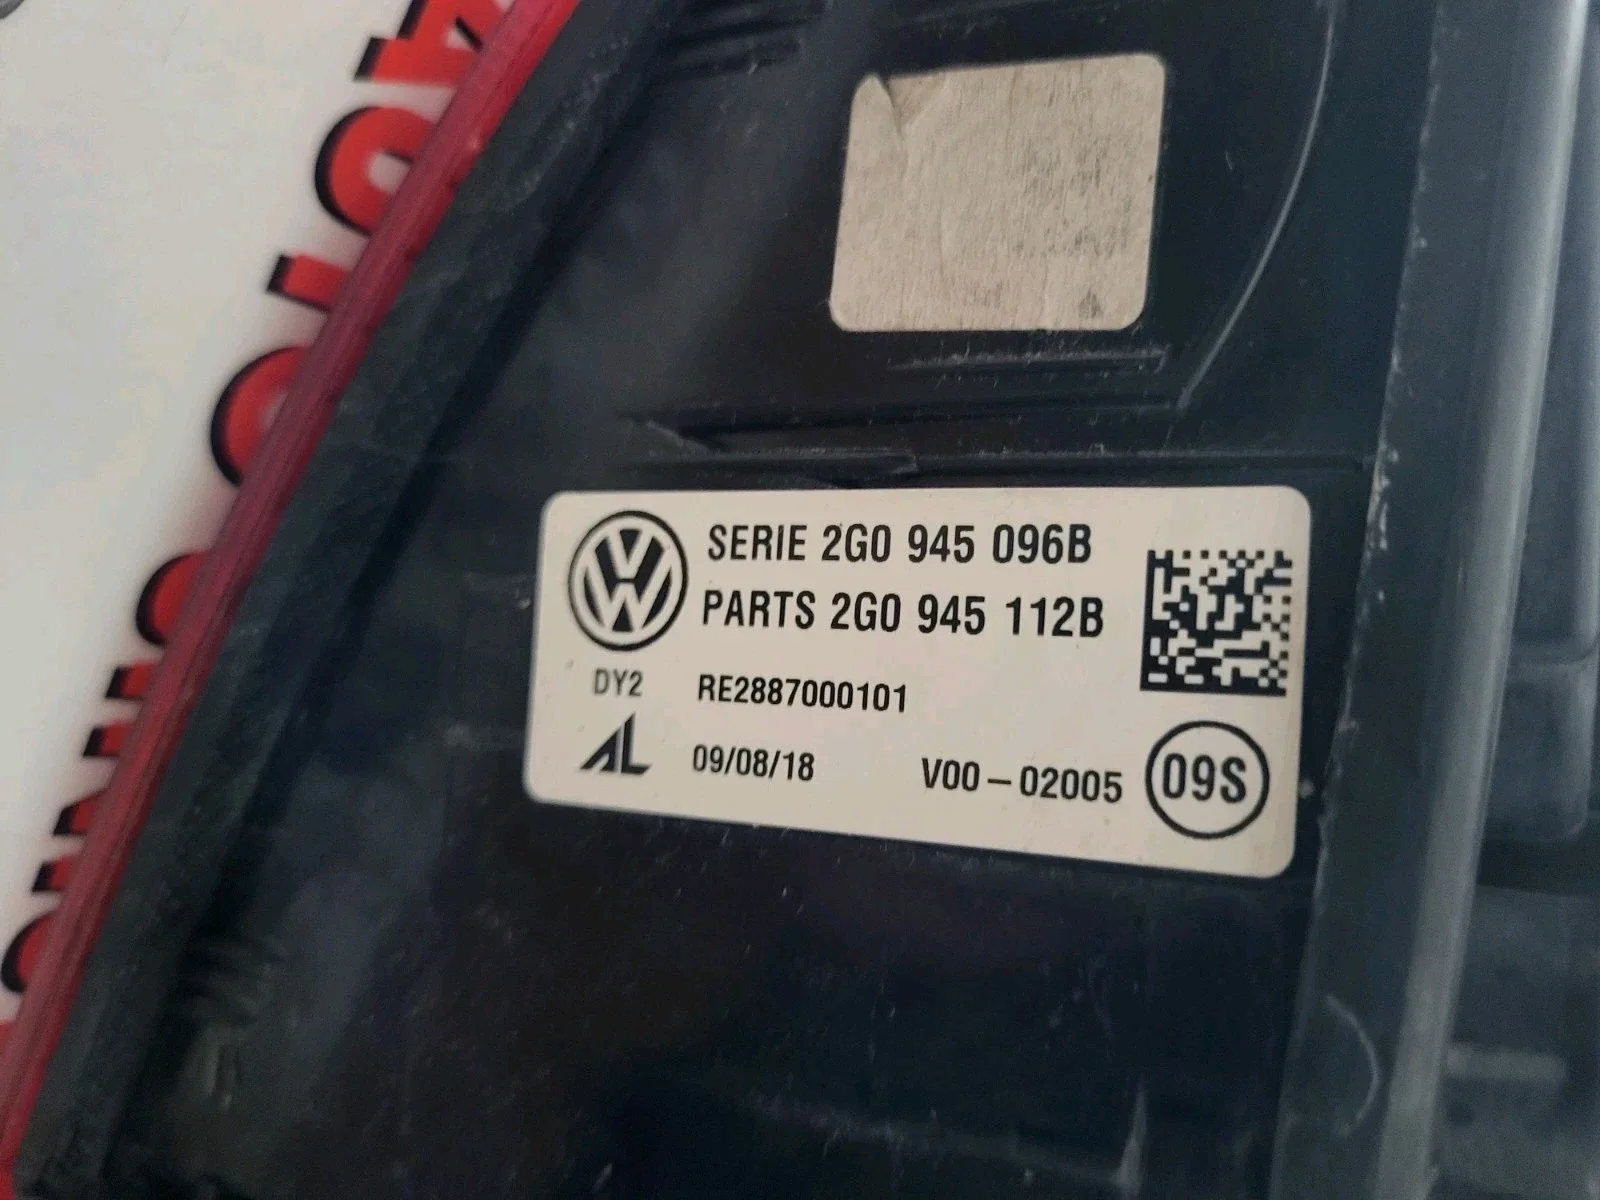 SERIE 2G0 945 096B
PARTS 2G0 945 112B
DY2 RE2887000101
AL 09/08/18 V00-02005 09S